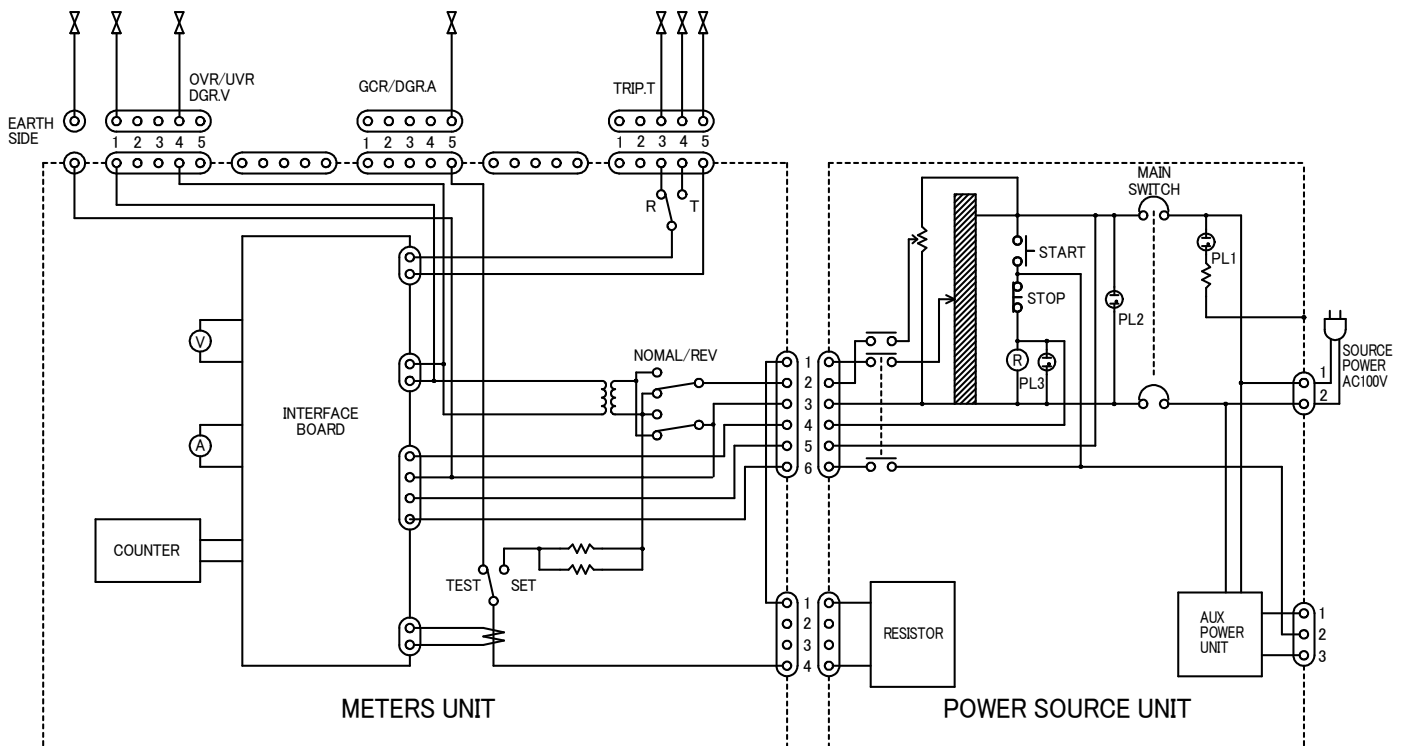 EARTH
SIDE
OVR/UVR
DGR.V
1 2 3 4 5
GCR/DGR.A
1 2 3 4 5
TRIP.T
1 2 3 4 5
R T
MAIN
SWITCH
START
STOP
PL1
PL2
R
PL3
SOURCE
POWER
AC100V
1
2
V
A
INTERFACE
BOARD
COUNTER
NOMAL/REV
1
2
3
4
5
6
TEST SET
1
2
3
4
RESISTOR
AUX
POWER
UNIT
1
2
3
METERS UNIT
POWER SOURCE UNIT